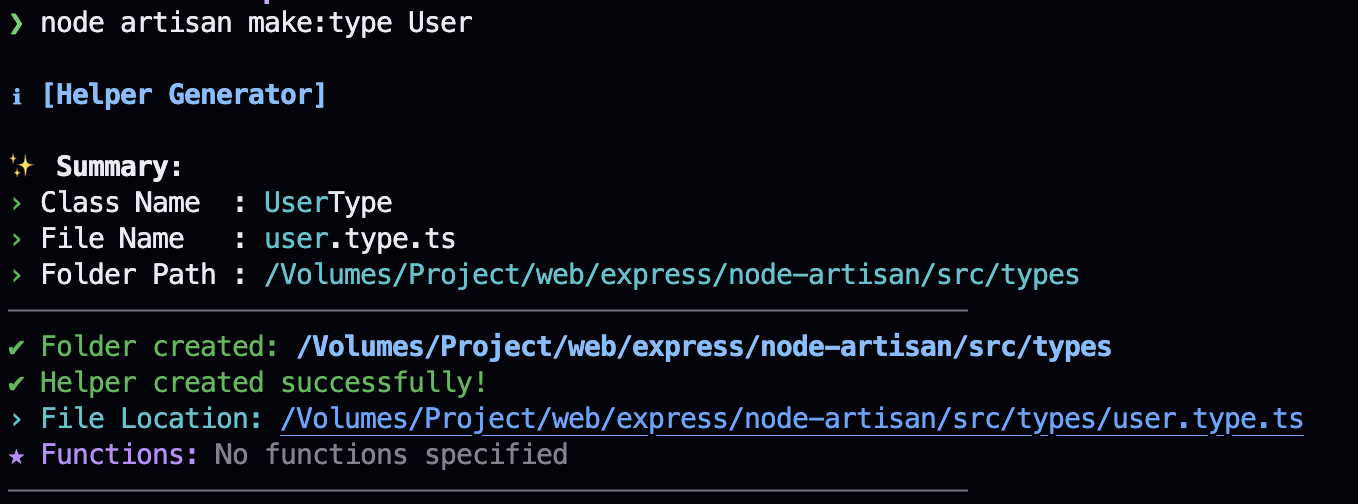 ❯ node artisan make:type User
ℹ [Helper Generator]
✨ Summary:
› Class Name  : UserType
› File Name   : user.type.ts
› Folder Path : /Volumes/Project/web/express/node-artisan/src/types
✔ Folder created: /Volumes/Project/web/express/node-artisan/src/types
✔ Helper created successfully!
› File Location: /Volumes/Project/web/express/node-artisan/src/types/user.type.ts
★ Functions: No functions specified